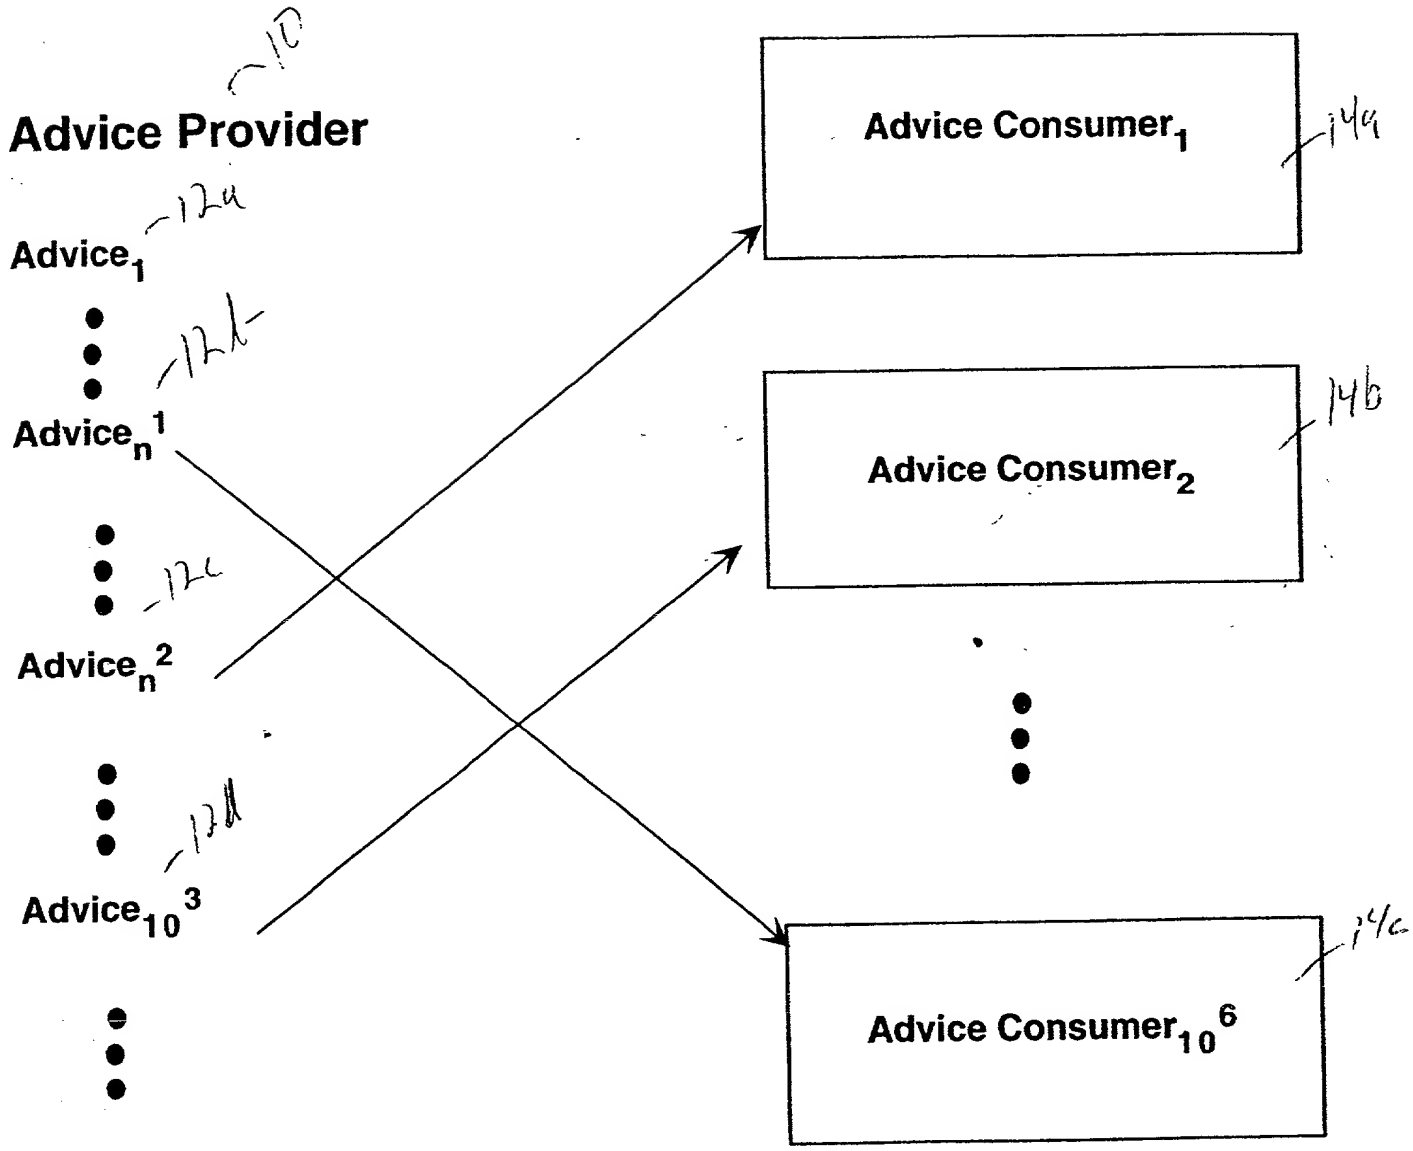 10
Advice Provider
12a
Advice₁
12b
Adviceₙ¹
12c
Adviceₙ²
12d
Advice₁₀³
Advice Consumer₁
14a
Advice Consumer₂
14b
Advice Consumer₁₀⁶
14c